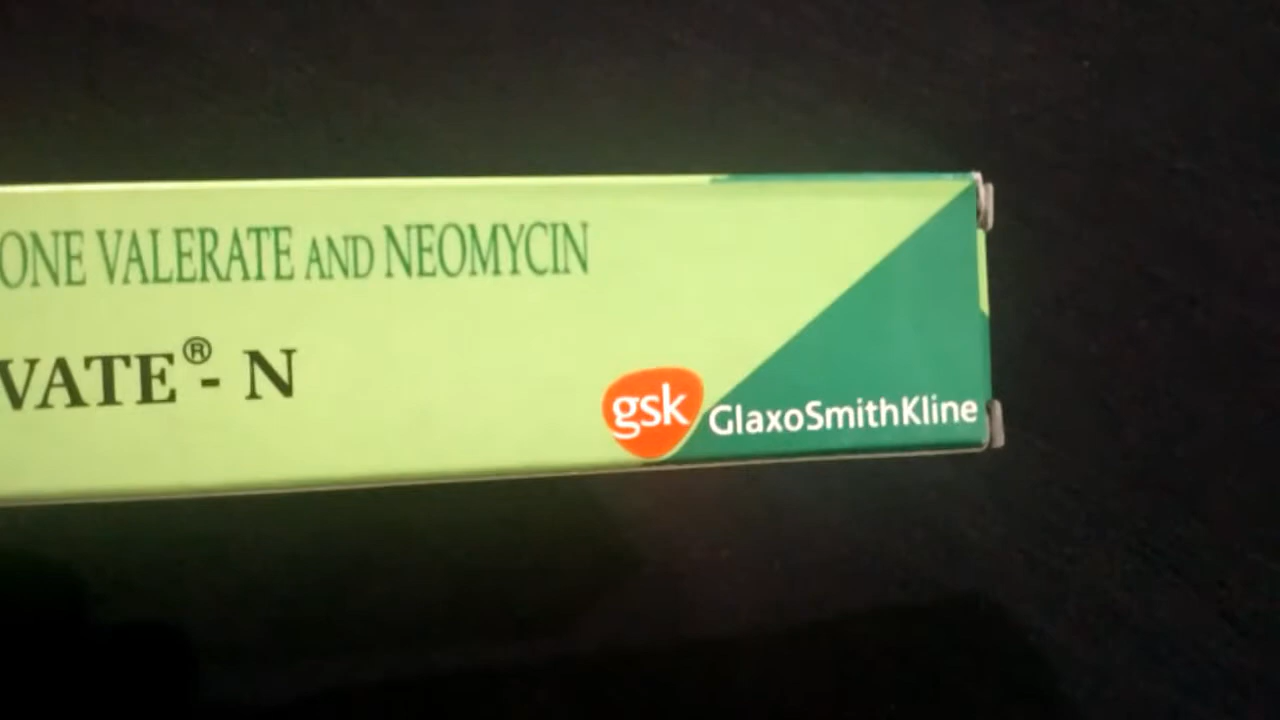 ONE VALERATE AND NEOMYCIN
VATE®- N
gsk GlaxoSmithKline